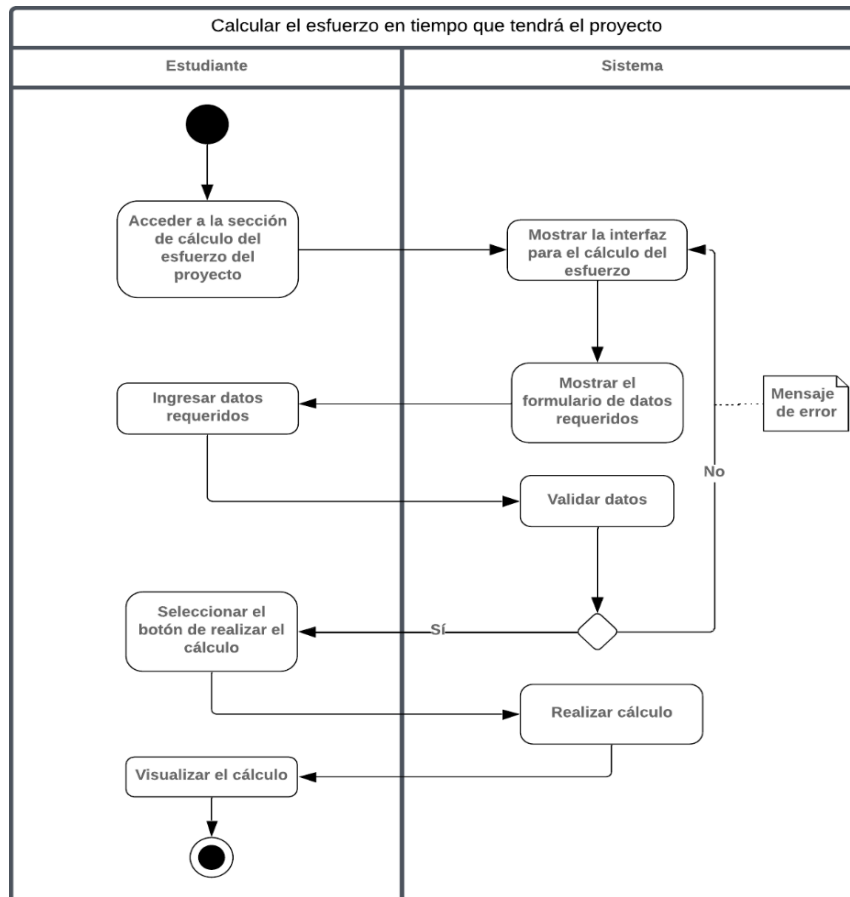 Calcular el esfuerzo en tiempo que tendrá el proyecto
Estudiante
Sistema
Acceder a la sección
de cálculo del
esfuerzo del
proyecto
Mostrar la interfaz
para el cálculo del
esfuerzo
Mostrar el
formulario de datos
requeridos
Ingresar datos
requeridos
Mensaje
de error
No
Validar datos
Seleccionar el
botón de realizar el
cálculo
Sí
Realizar cálculo
Visualizar el cálculo